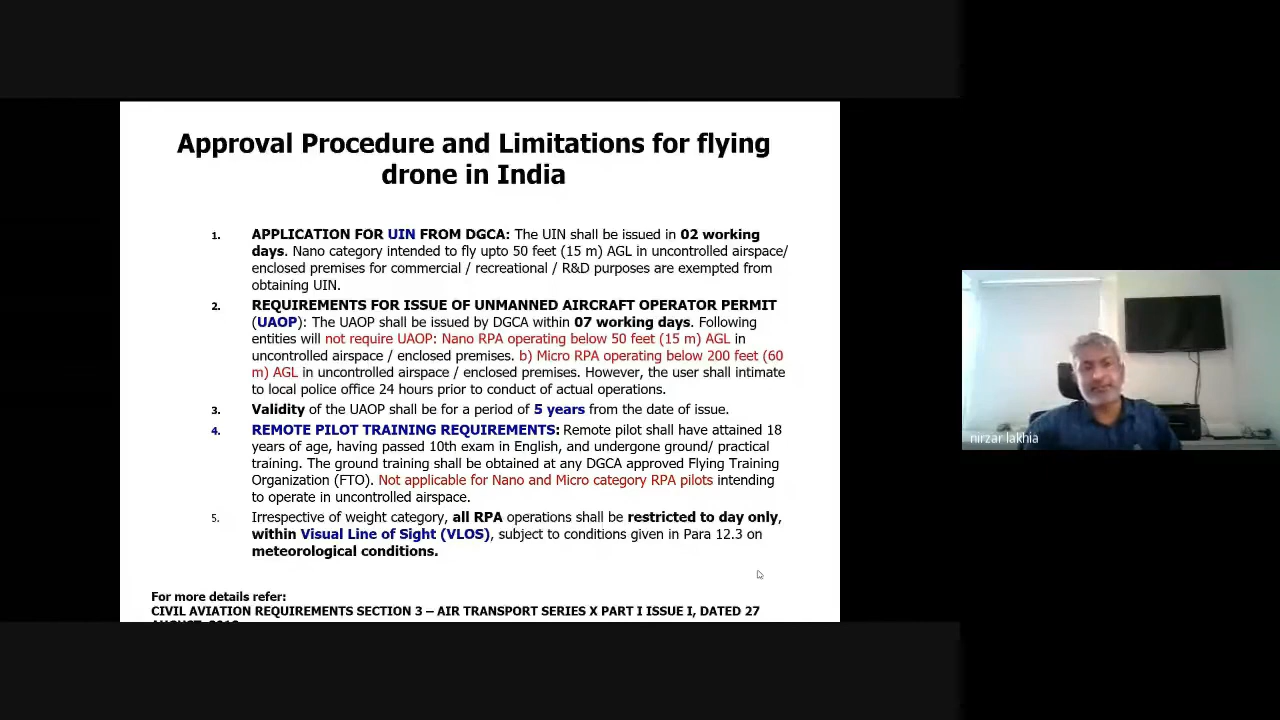 Approval Procedure and Limitations for flying
drone in India
1. APPLICATION FOR UIN FROM DGCA: The UIN shall be issued in 02 working
days. Nano category intended to fly upto 50 feet (15 m) AGL in uncontrolled airspace/
enclosed premises for commercial / recreational / R&D purposes are exempted from
obtaining UIN.
2. REQUIREMENTS FOR ISSUE OF UNMANNED AIRCRAFT OPERATOR PERMIT
(UAOP): The UAOP shall be issued by DGCA within 07 working days. Following
entities will not require UAOP: Nano RPA operating below 50 feet (15 m) AGL in
uncontrolled airspace / enclosed premises. b) Micro RPA operating below 200 feet (60
m) AGL in uncontrolled airspace / enclosed premises. However, the user shall intimate
to local police office 24 hours prior to conduct of actual operations.
3. Validity of the UAOP shall be for a period of 5 years from the date of issue.
4. REMOTE PILOT TRAINING REQUIREMENTS: Remote pilot shall have attained 18
years of age, having passed 10th exam in English, and undergone ground/ practical
training. The ground training shall be obtained at any DGCA approved Flying Training
Organization (FTO). Not applicable for Nano and Micro category RPA pilots intending
to operate in uncontrolled airspace.
5. Irrespective of weight category, all RPA operations shall be restricted to day only,
within Visual Line of Sight (VLOS), subject to conditions given in Para 12.3 on
meteorological conditions.
For more details refer:
CIVIL AVIATION REQUIREMENTS SECTION 3 – AIR TRANSPORT SERIES X PART I ISSUE I, DATED 27
nirzar lakhia